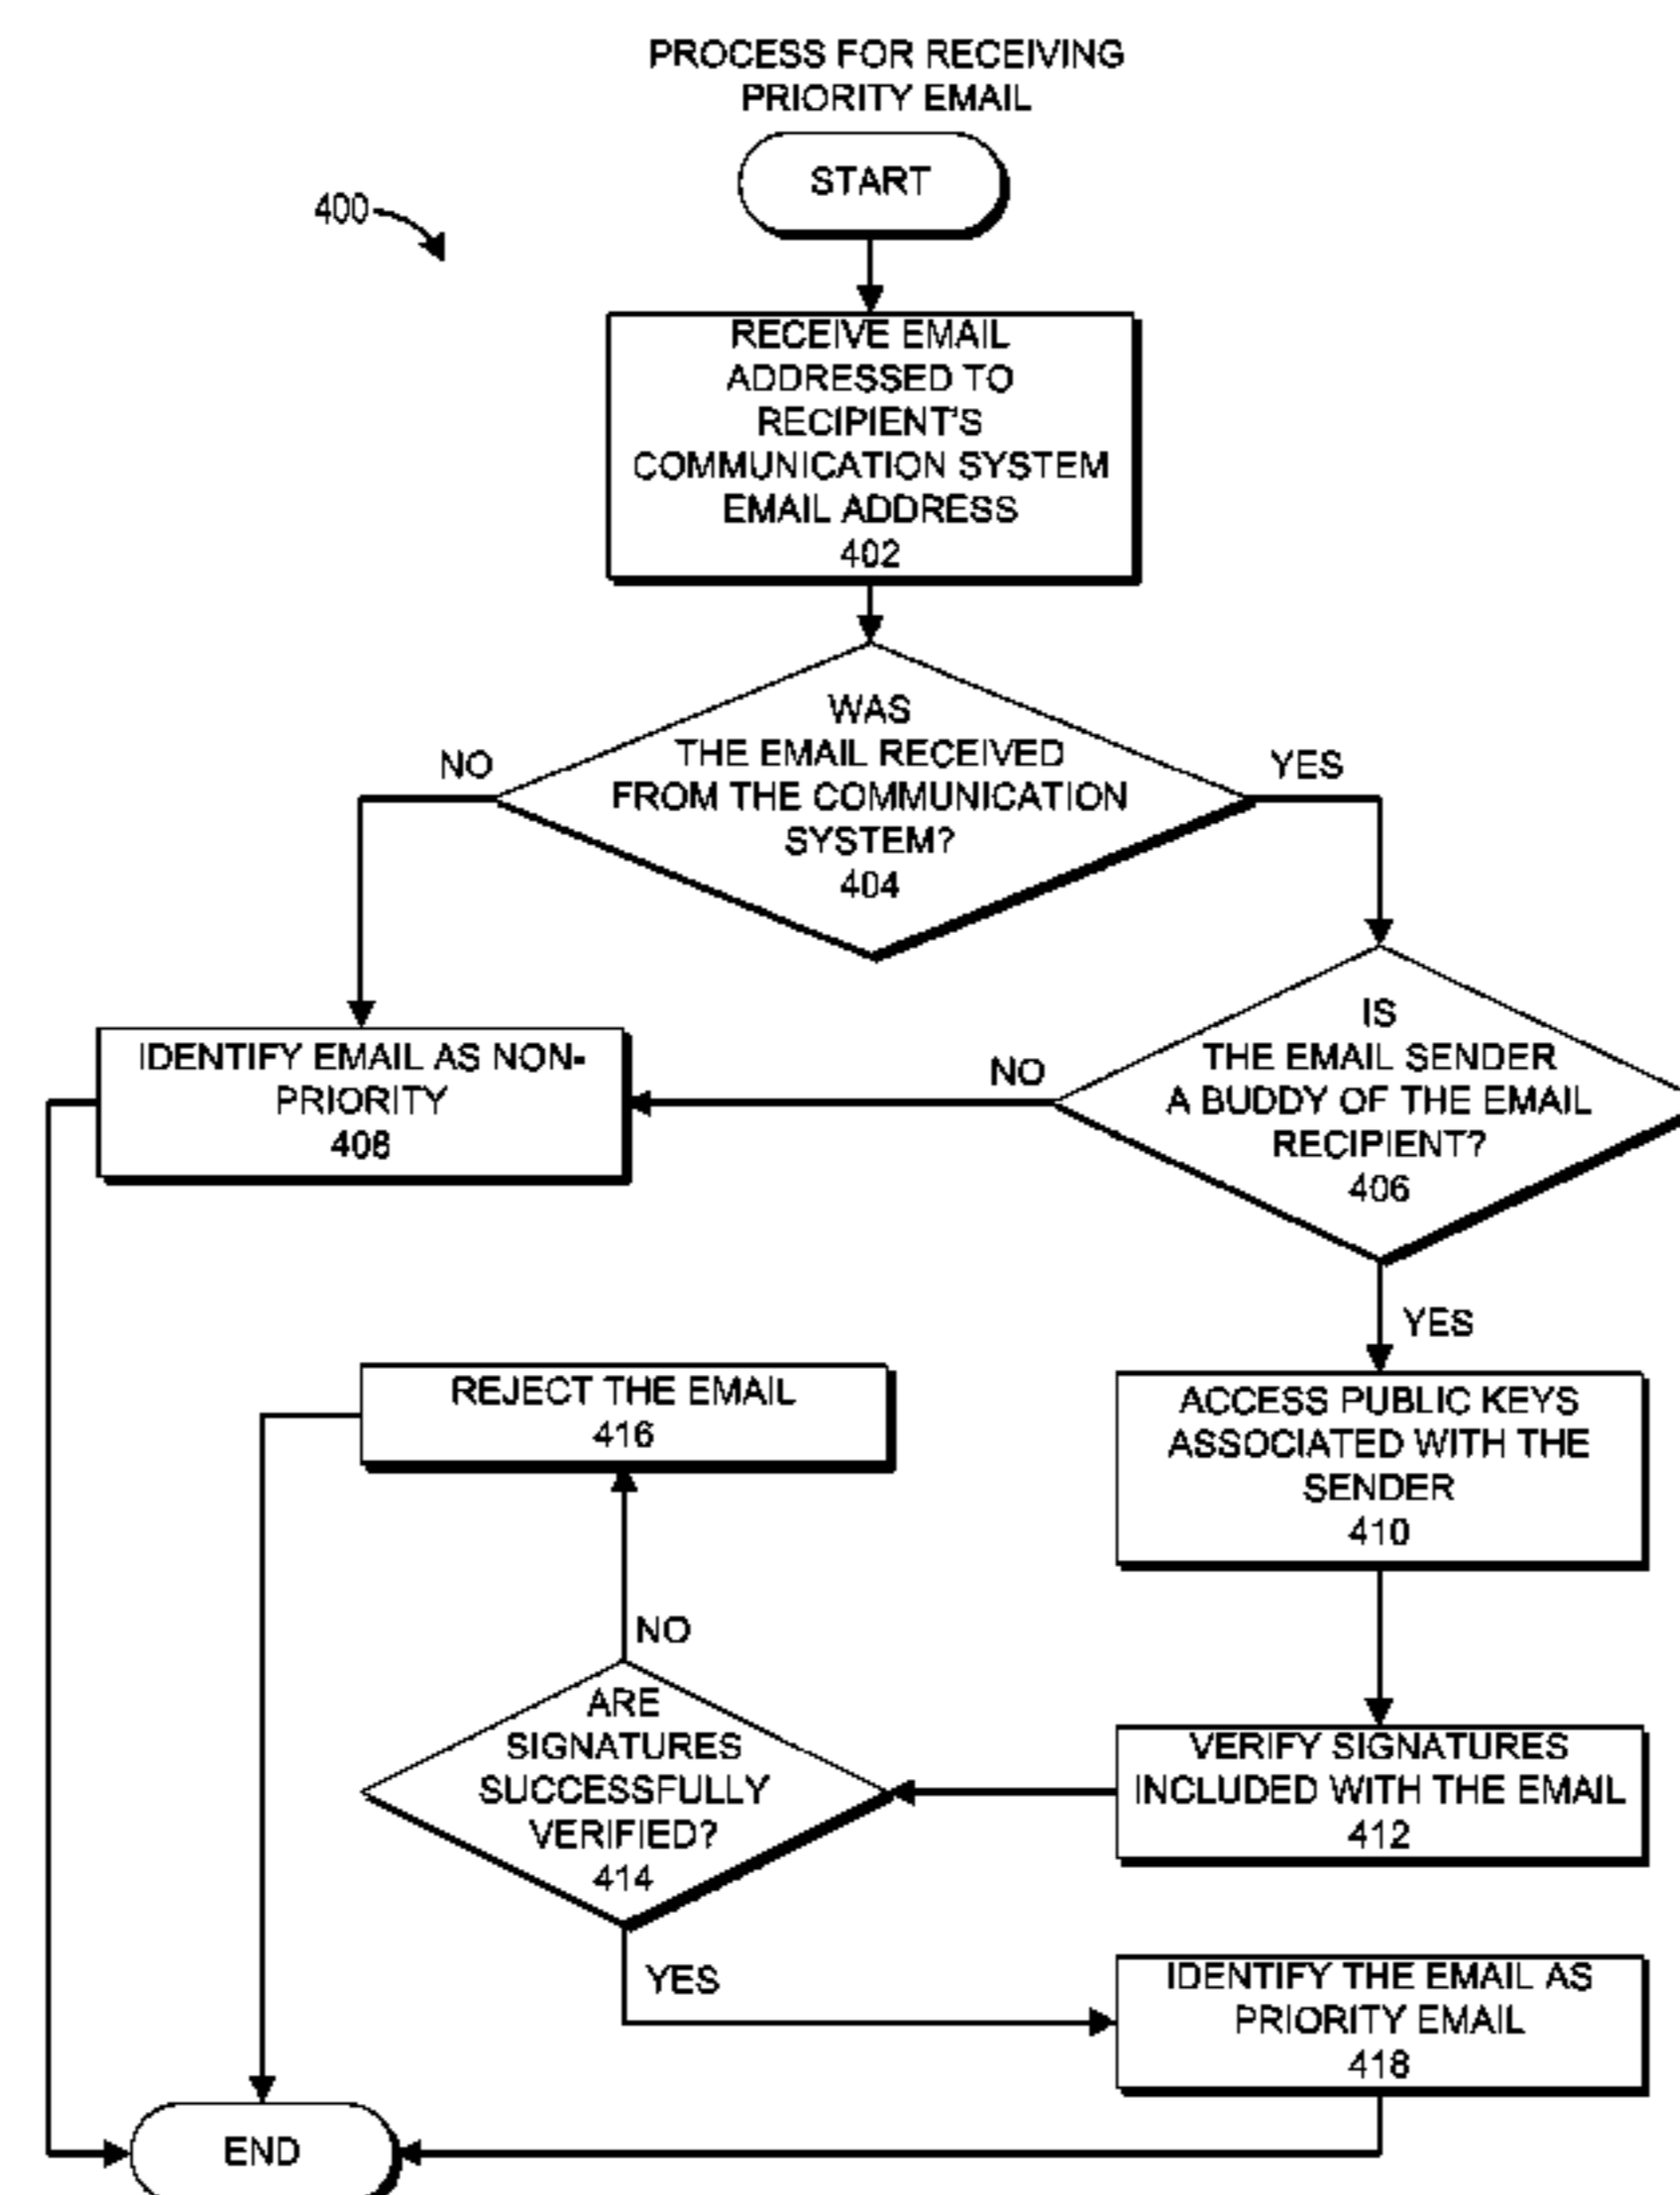 PROCESS FOR RECEIVING
PRIORITY EMAIL
START
400
RECEIVE EMAIL
ADDRESSED TO
RECIPIENT'S
COMMUNICATION SYSTEM
EMAIL ADDRESS
402
WAS
THE EMAIL RECEIVED
FROM THE COMMUNICATION
SYSTEM?
404
NO
YES
IDENTIFY EMAIL AS NON-
PRIORITY
408
IS
THE EMAIL SENDER
A BUDDY OF THE EMAIL
RECIPIENT?
406
NO
YES
ACCESS PUBLIC KEYS
ASSOCIATED WITH THE
SENDER
410
REJECT THE EMAIL
416
NO
VERIFY SIGNATURES
INCLUDED WITH THE EMAIL
412
ARE
SIGNATURES
SUCCESSFULLY
VERIFIED?
414
YES
IDENTIFY THE EMAIL AS
PRIORITY EMAIL
418
END